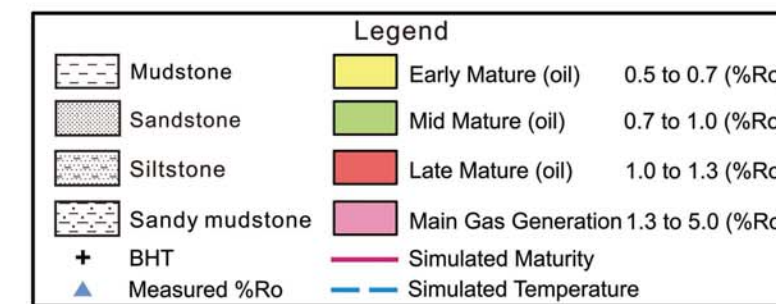 Legend
Mudstone Early Mature (oil) 0.5 to 0.7 (%Ro
Sandstone Mid Mature (oil) 0.7 to 1.0 (%Ro
Siltstone Late Mature (oil) 1.0 to 1.3 (%Ro
Sandy mudstone Main Gas Generation 1.3 to 5.0 (%Ro
BHT Simulated Maturity
Measured %Ro Simulated Temperature